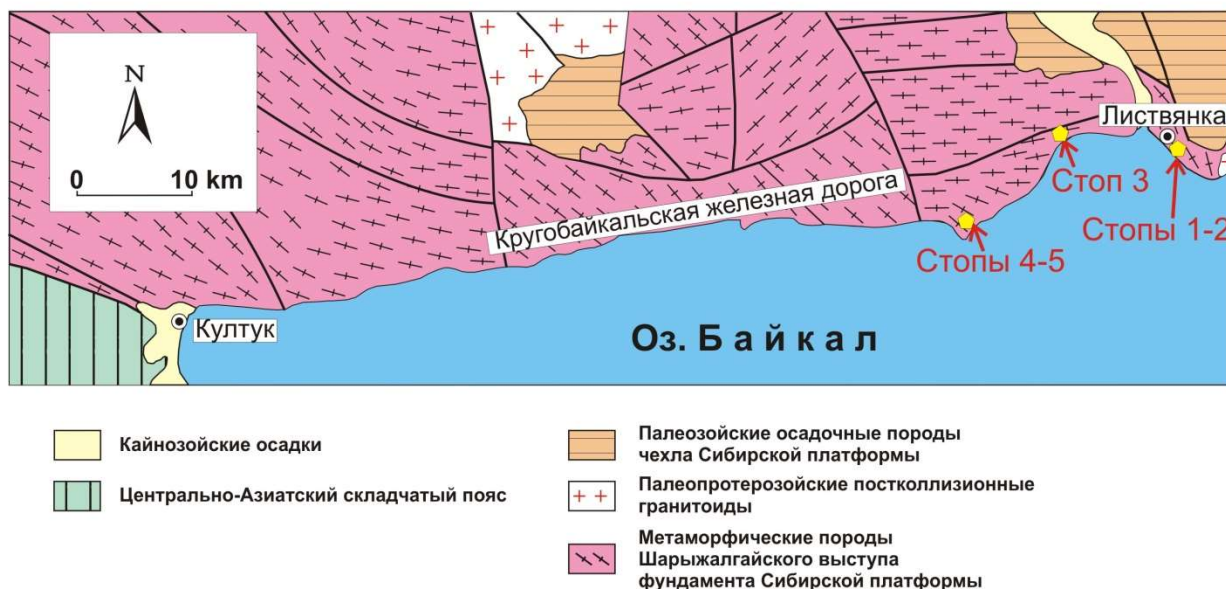 N
0 10 km
Листвянка
Стоп 3
Кругобайкальская железная дорога
Стопы 1-2
Стопы 4-5
Култук
Оз. Байкал
Кайнозойские осадки
Центрально-Азиатский складчатый пояс
Палеозойские осадочные породы
чехла Сибирской платформы
Палеопротерозойские постколлизионные
гранитоиды
Метаморфические породы
Шарыжалгайского выступа
фундамента Сибирской платформы